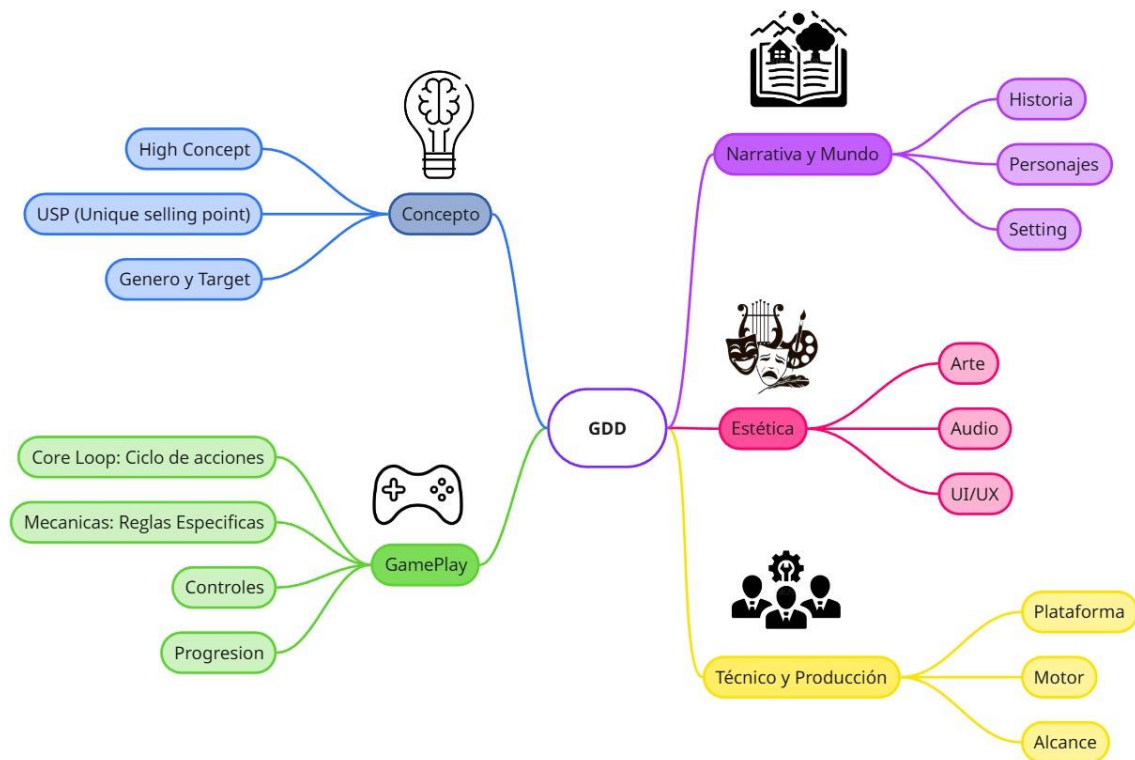 GDD
Concepto
High Concept
USP (Unique selling point)
Genero y Target
GamePlay
Core Loop: Ciclo de acciones
Mecanicas: Reglas Especificas
Controles
Progresion
Narrativa y Mundo
Historia
Personajes
Setting
Estética
Arte
Audio
UI/UX
Técnico y Producción
Plataforma
Motor
Alcance